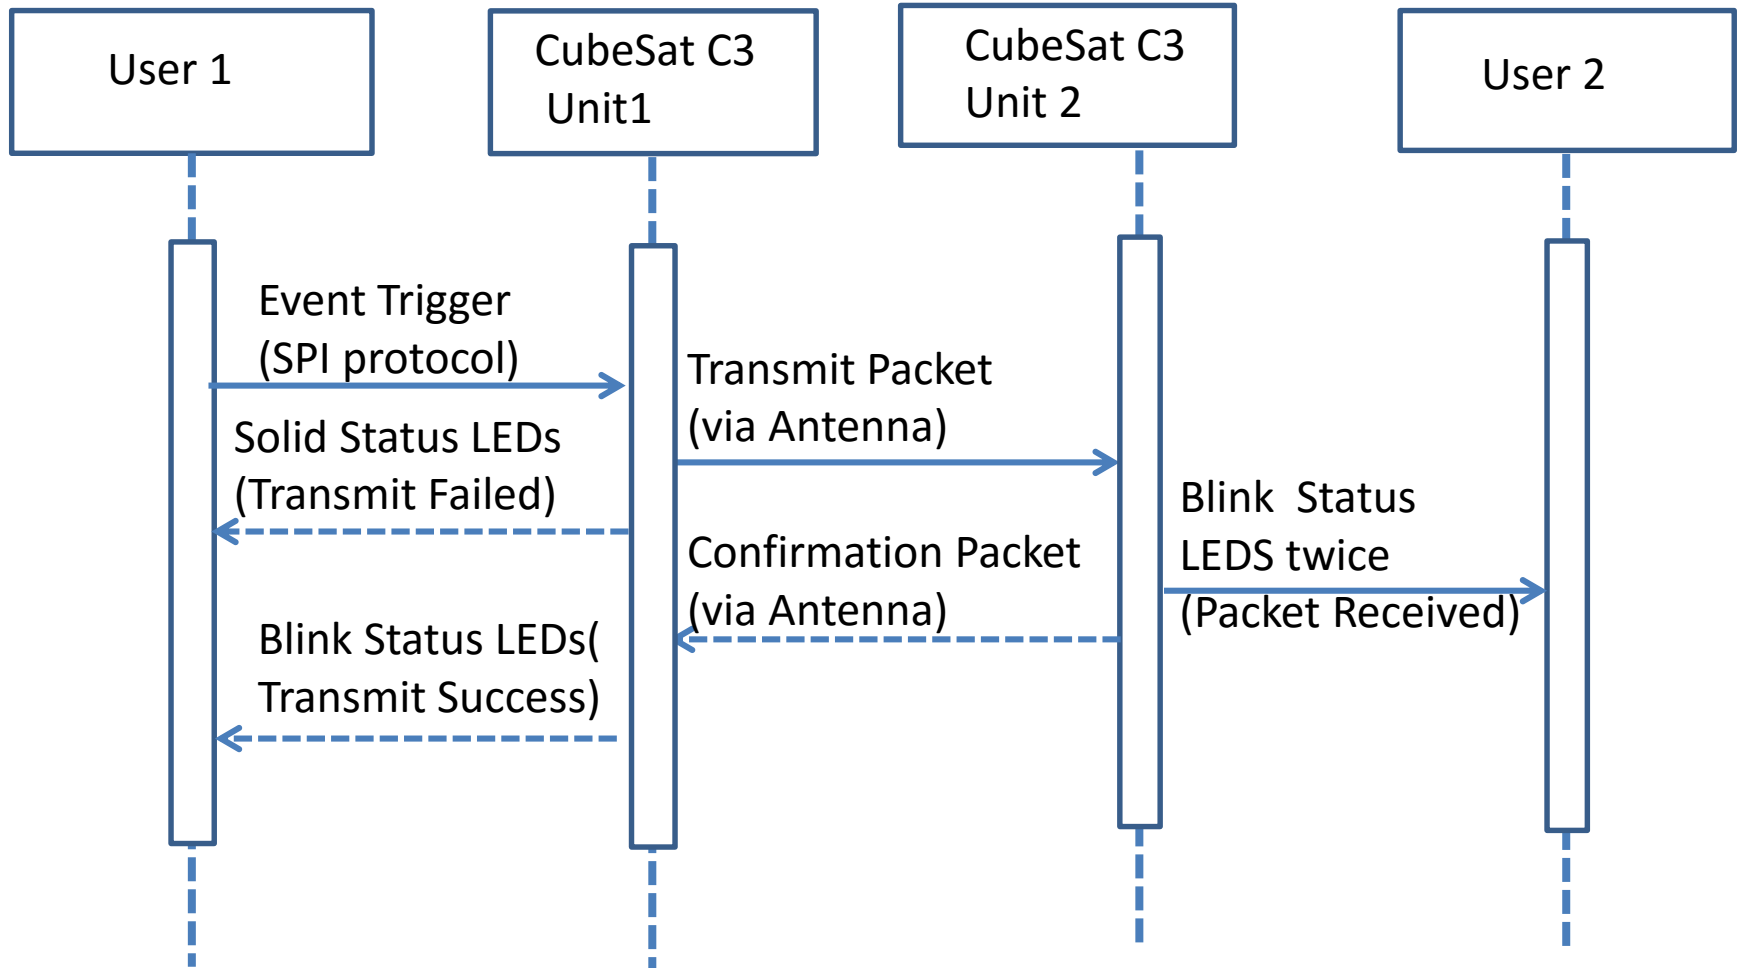 User 1
CubeSat C3
Unit1
CubeSat C3
Unit 2
User 2
Event Trigger
(SPI protocol)
Transmit Packet
(via Antenna)
Solid Status LEDs
(Transmit Failed)
Blink  Status
LEDS twice
(Packet Received)
Confirmation Packet
(via Antenna)
Blink Status LEDs(
Transmit Success)